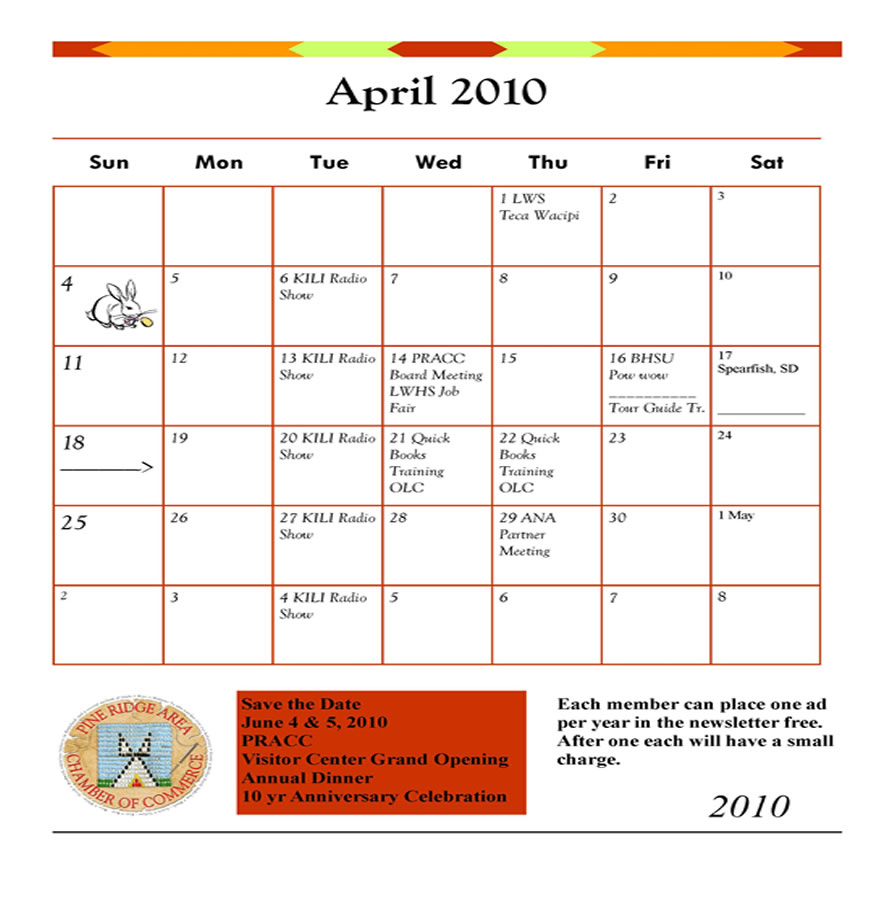 April 2010
Sun Mon Tue Wed Thu Fri Sat
1 LWS
Teca Wacipi
2
3
4
5
6 KILI Radio
Show
7
8
9
10
11
12
13 KILI Radio
Show
14 PRACC
Board Meeting
LWHS Job
Fair
15
16 BHSU
Pow wow
__________
Tour Guide Tr.
17
Spearfish, SD
____________
18
________>
19
20 KILI Radio
Show
21 Quick
Books
Training
OLC
22 Quick
Books
Training
OLC
23
24
25
26
27 KILI Radio
Show
28
29 ANA
Partner
Meeting
30
1 May
2
3
4 KILI Radio
Show
5
6
7
8
PINE RIDGE AREA
CHAMBER OF COMMERCE
Save the Date
June 4 & 5, 2010
PRACC
Visitor Center Grand Opening
Annual Dinner
10 yr Anniversary Celebration
Each member can place one ad
per year in the newsletter free.
After one each will have a small
charge.
2010